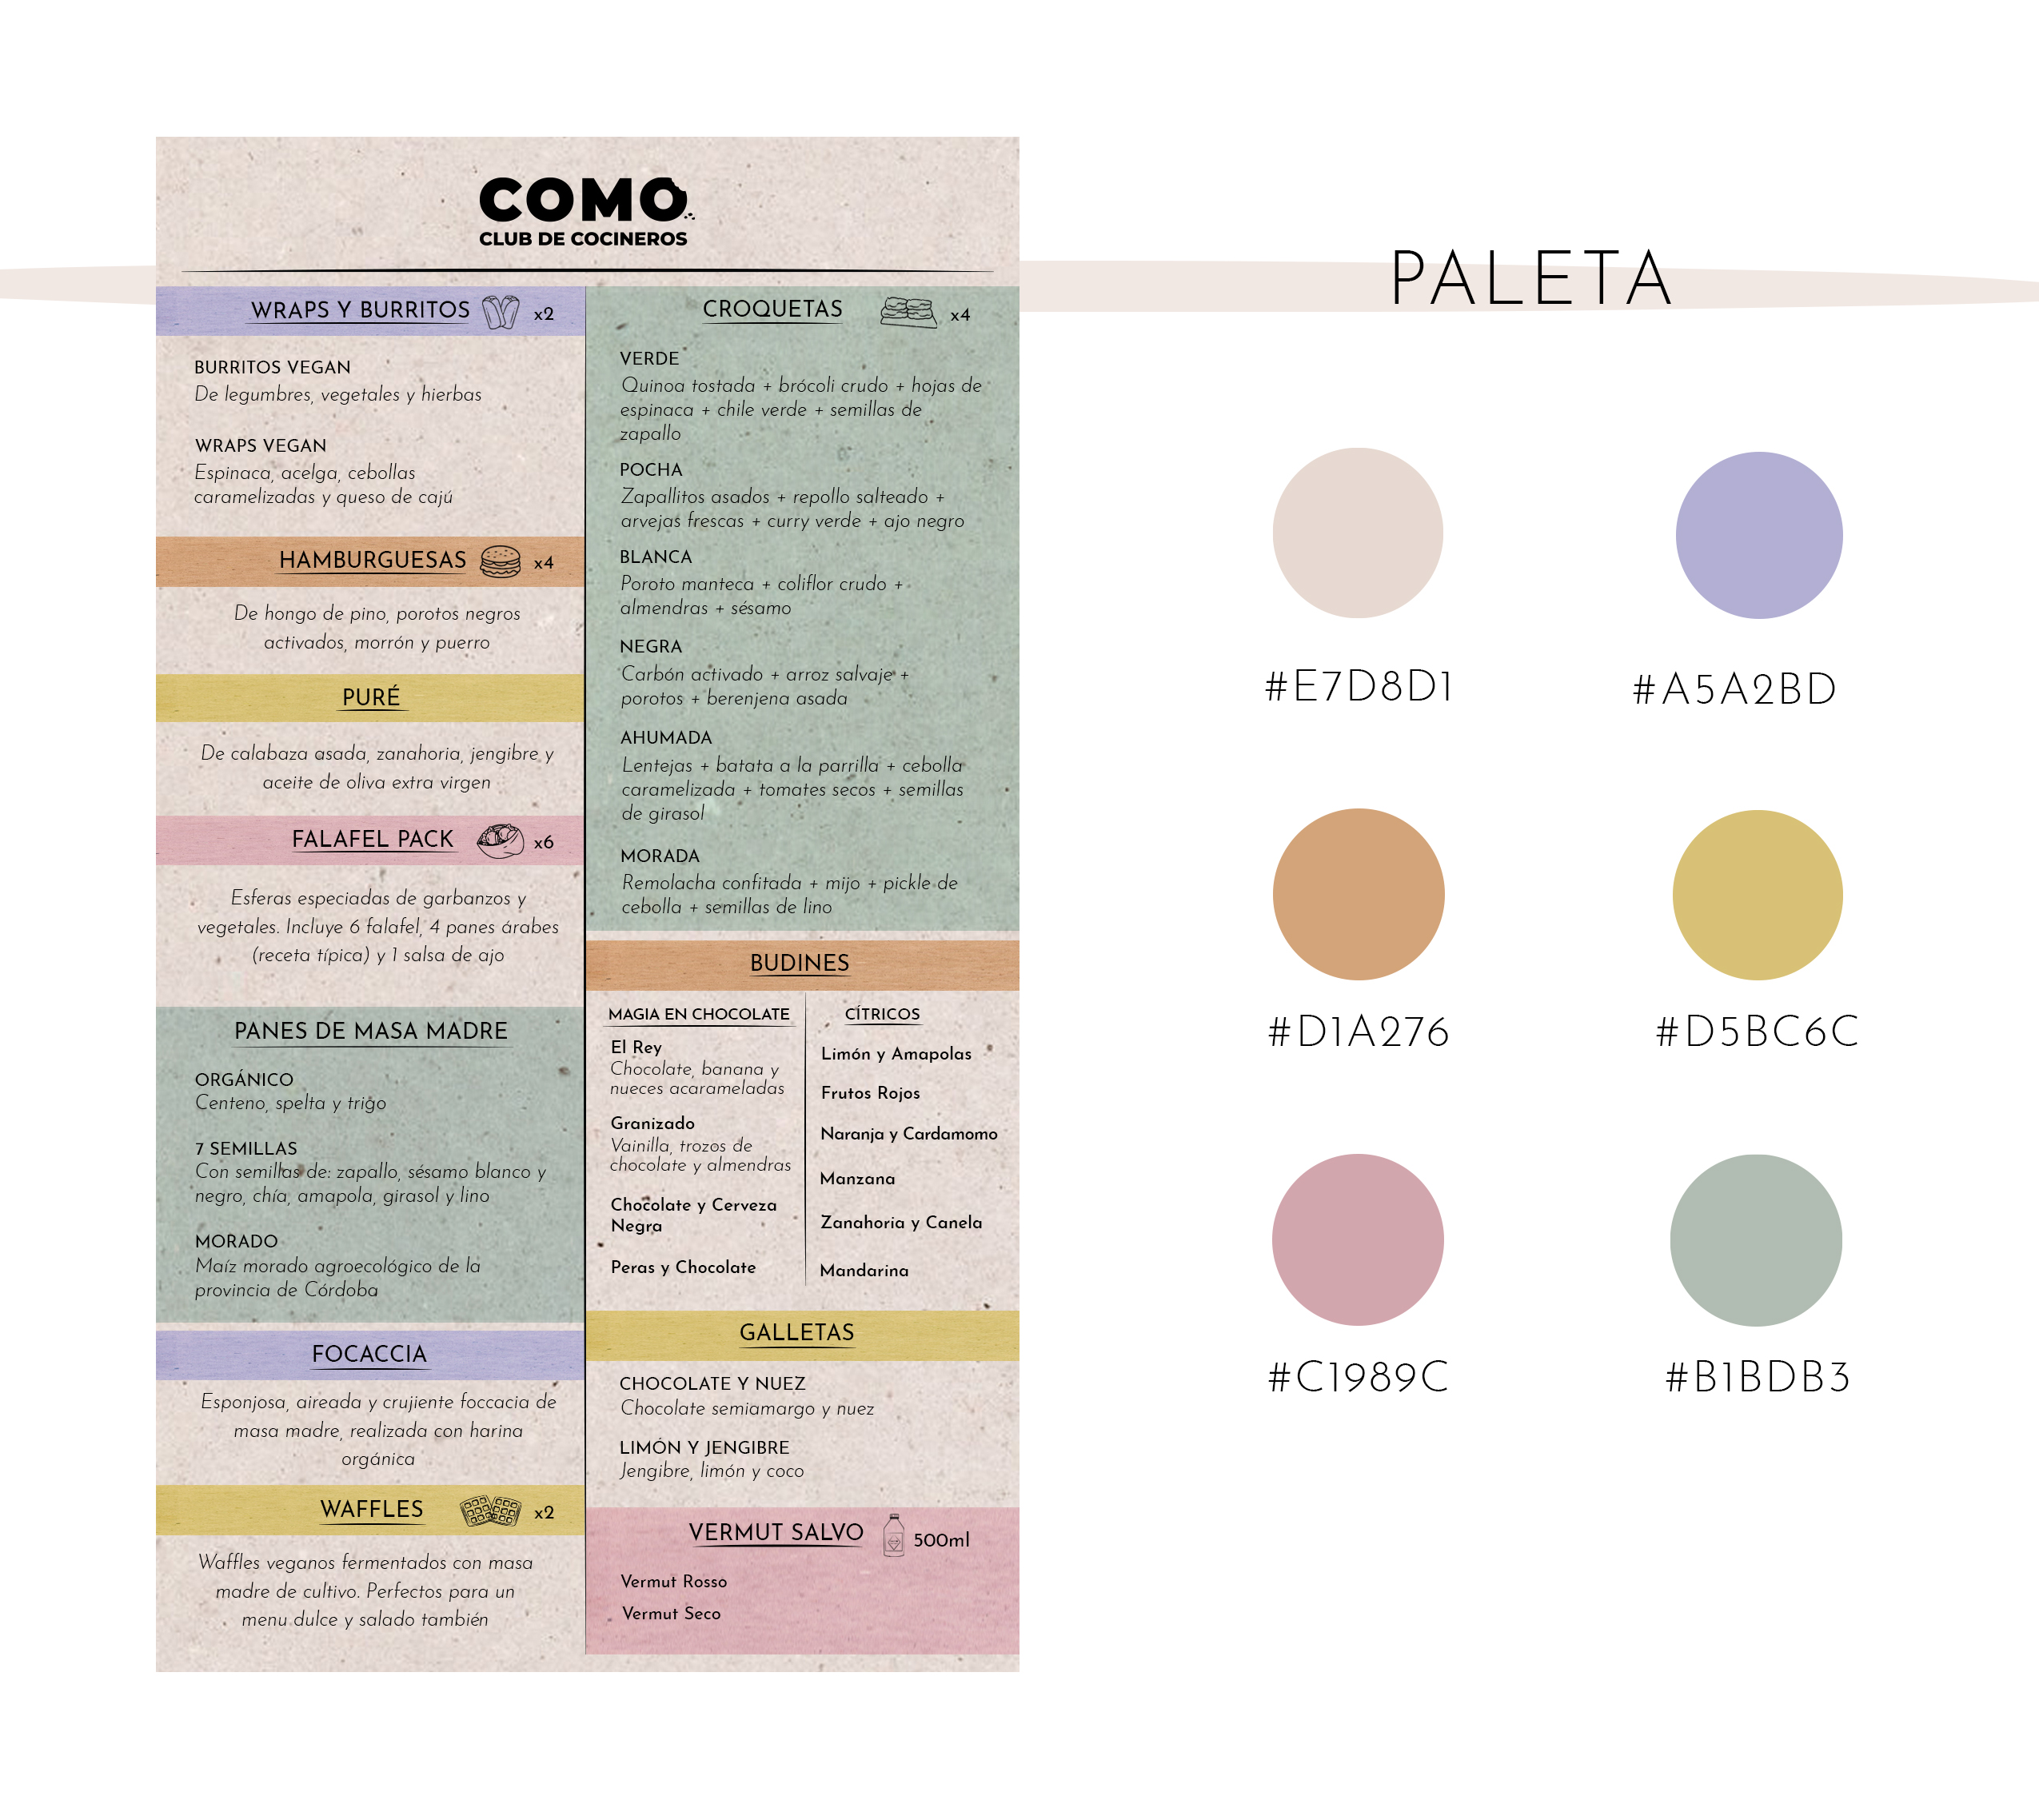 COMO
CLUB DE COCINEROS
WRAPS Y BURRITOS x2
BURRITOS VEGAN
De legumbres, vegetales y hierbas
WRAPS VEGAN
Espinaca, acelga, cebollas
caramelizadas y queso de cajú
HAMBURGUESAS x4
De hongo de pino, porotos negros
activados, morrón y puerro
PURÉ
De calabaza asada, zanahoria, jengibre y
aceite de oliva extra virgen
FALAFEL PACK x6
Esferas especiadas de garbanzos y
vegetales. Incluye 6 falafel, 4 panes árabes
(receta típica) y 1 salsa de ajo
PANES DE MASA MADRE
ORGÁNICO
Centeno, spelta y trigo
7 SEMILLAS
Con semillas de: zapallo, sésamo blanco y
negro, chía, amapola, girasol y lino
MORADO
Maíz morado agroecológico de la
provincia de Córdoba
FOCACCIA
Esponjosa, aireada y crujiente foccacia de
masa madre, realizada con harina
orgánica
WAFFLES x2
Waffles veganos fermentados con masa
madre de cultivo. Perfectos para un
menu dulce y salado también
CROQUETAS x4
VERDE
Quinoa tostada + brócoli crudo + hojas de
espinaca + chile verde + semillas de
zapallo
POCHA
Zapallitos asados + repollo salteado +
arvejas frescas + curry verde + ajo negro
BLANCA
Poroto manteca + coliflor crudo +
almendras + sésamo
NEGRA
Carbón activado + arroz salvaje +
porotos + berenjena asada
AHUMADA
Lentejas + batata a la parrilla + cebolla
caramelizada + tomates secos + semillas
de girasol
MORADA
Remolacha confitada + mijo + pickle de
cebolla + semillas de lino
BUDINES
MAGIA EN CHOCOLATE
El Rey
Chocolate, banana y
nueces acarameladas
Granizado
Vainilla, trozos de
chocolate y almendras
Chocolate y Cerveza
Negra
Peras y Chocolate
CÍTRICOS
Limón y Amapolas
Frutos Rojos
Naranja y Cardamomo
Manzana
Zanahoria y Canela
Mandarina
GALLETAS
CHOCOLATE Y NUEZ
Chocolate semiamargo y nuez
LIMÓN Y JENGIBRE
Jengibre, limón y coco
VERMUT SALVO 500ml
Vermut Rosso
Vermut Seco
PALETA
#E7D8D1
#A5A2BD
#D1A276
#D5BC6C
#C1989C
#B1BDB3